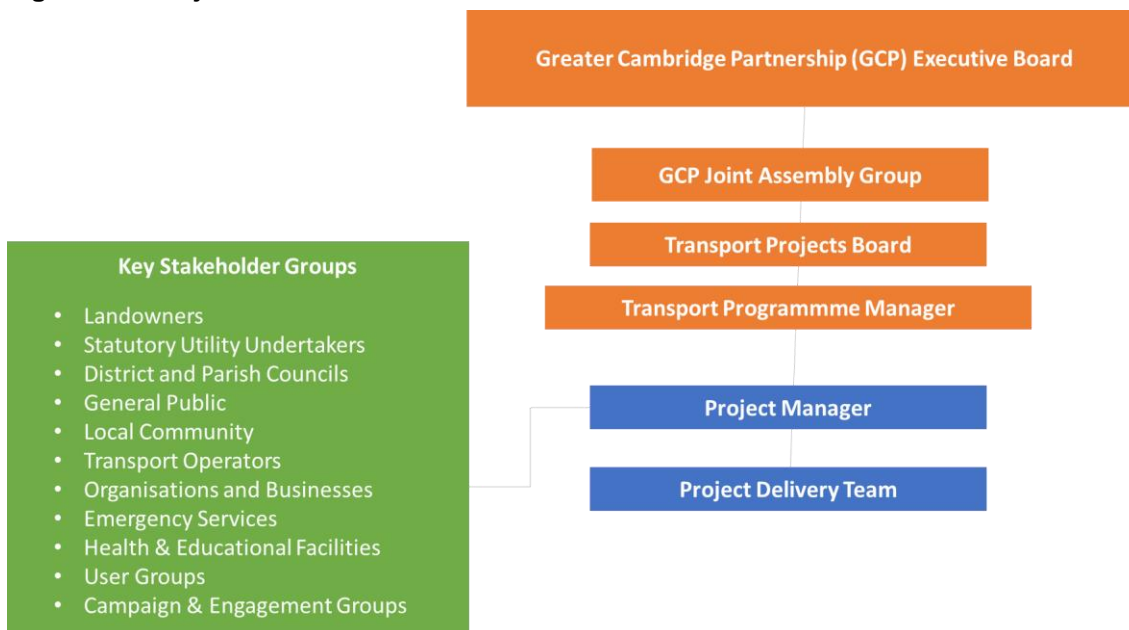 Greater Cambridge Partnership (GCP) Executive Board
GCP Joint Assembly Group
Transport Projects Board
Transport Programmme Manager
Project Manager
Project Delivery Team
Key Stakeholder Groups
• Landowners
• Statutory Utility Undertakers
• District and Parish Councils
• General Public
• Local Community
• Transport Operators
• Organisations and Businesses
• Emergency Services
• Health & Educational Facilities
• User Groups
• Campaign & Engagement Groups